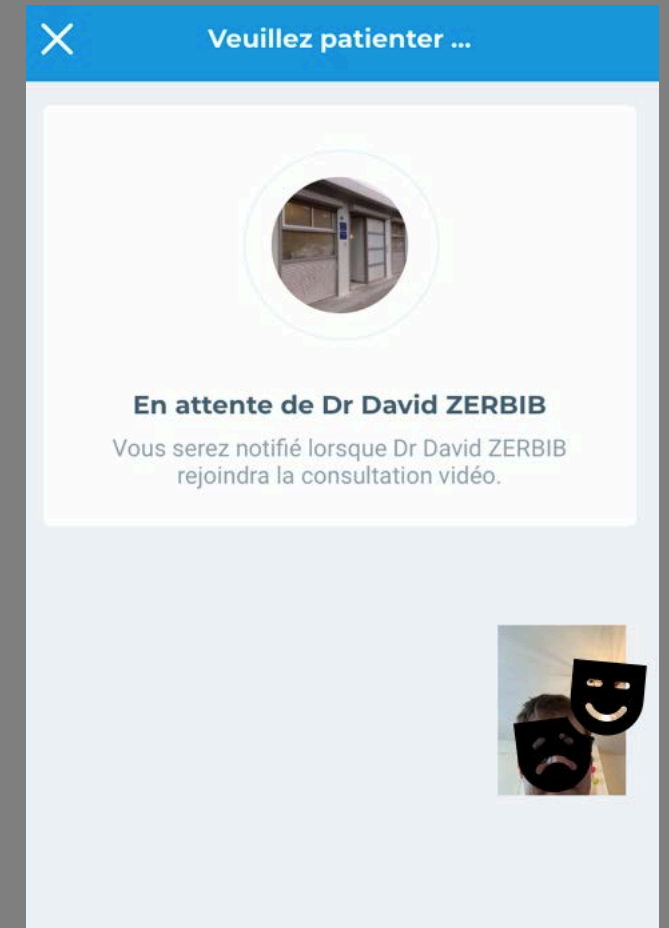 Veuillez patienter ...
En attente de Dr David ZERBIB
Vous serez notifié lorsque Dr David ZERBIB
rejoindra la consultation vidéo.